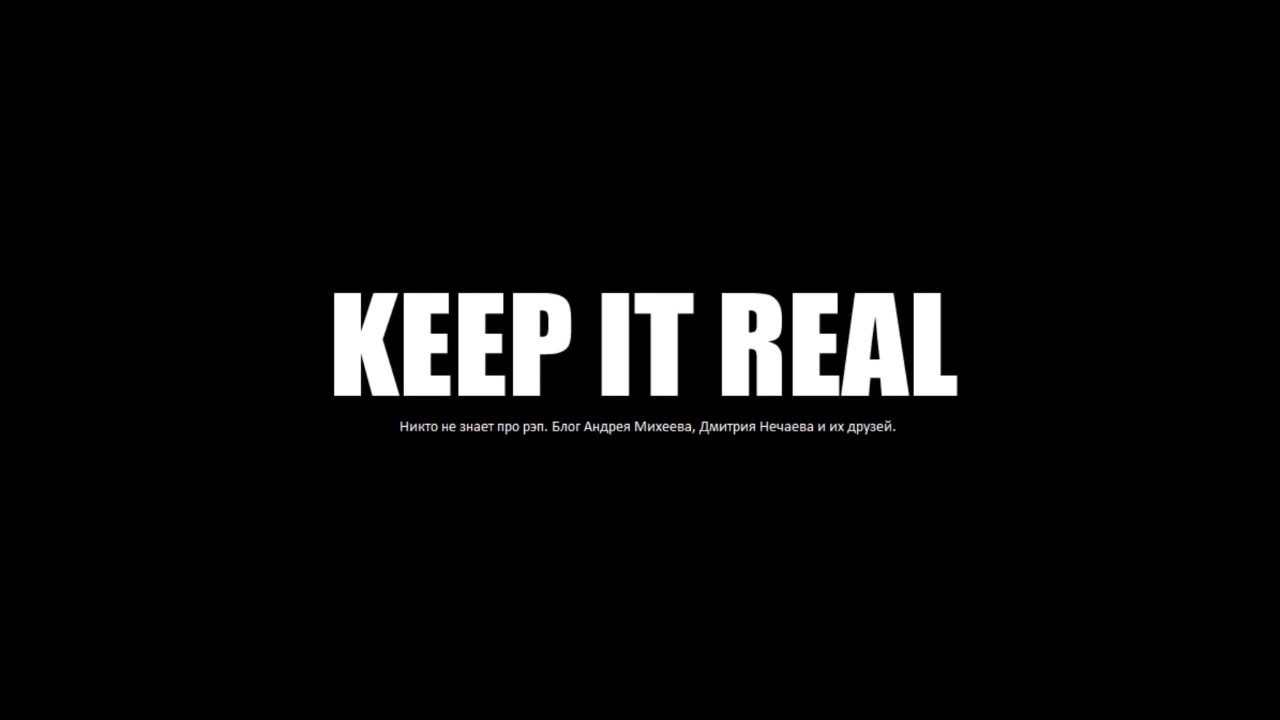 KEEP IT REAL
Никто не знает про рэп. Блог Андрея Михеева, Дмитрия Нечаева и их друзей.